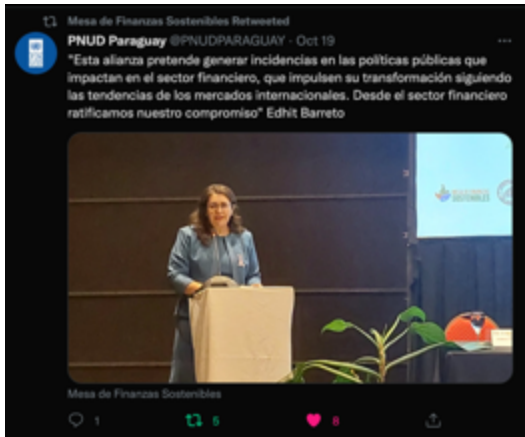 Mesa de Finanzas Sostenibles Retweeted
PNUD Paraguay @PNUDPARAGUAY · Oct 19
"Esta alianza pretende generar incidencias en las políticas públicas que
impactan en el sector financiero, que impulsen su transformación siguiendo
las tendencias de los mercados internacionales. Desde el sector financiero
ratificamos nuestro compromiso" Edhit Barreto
SOSTENIBLES
Mesa de Finanzas Sostenibles
1 5 8